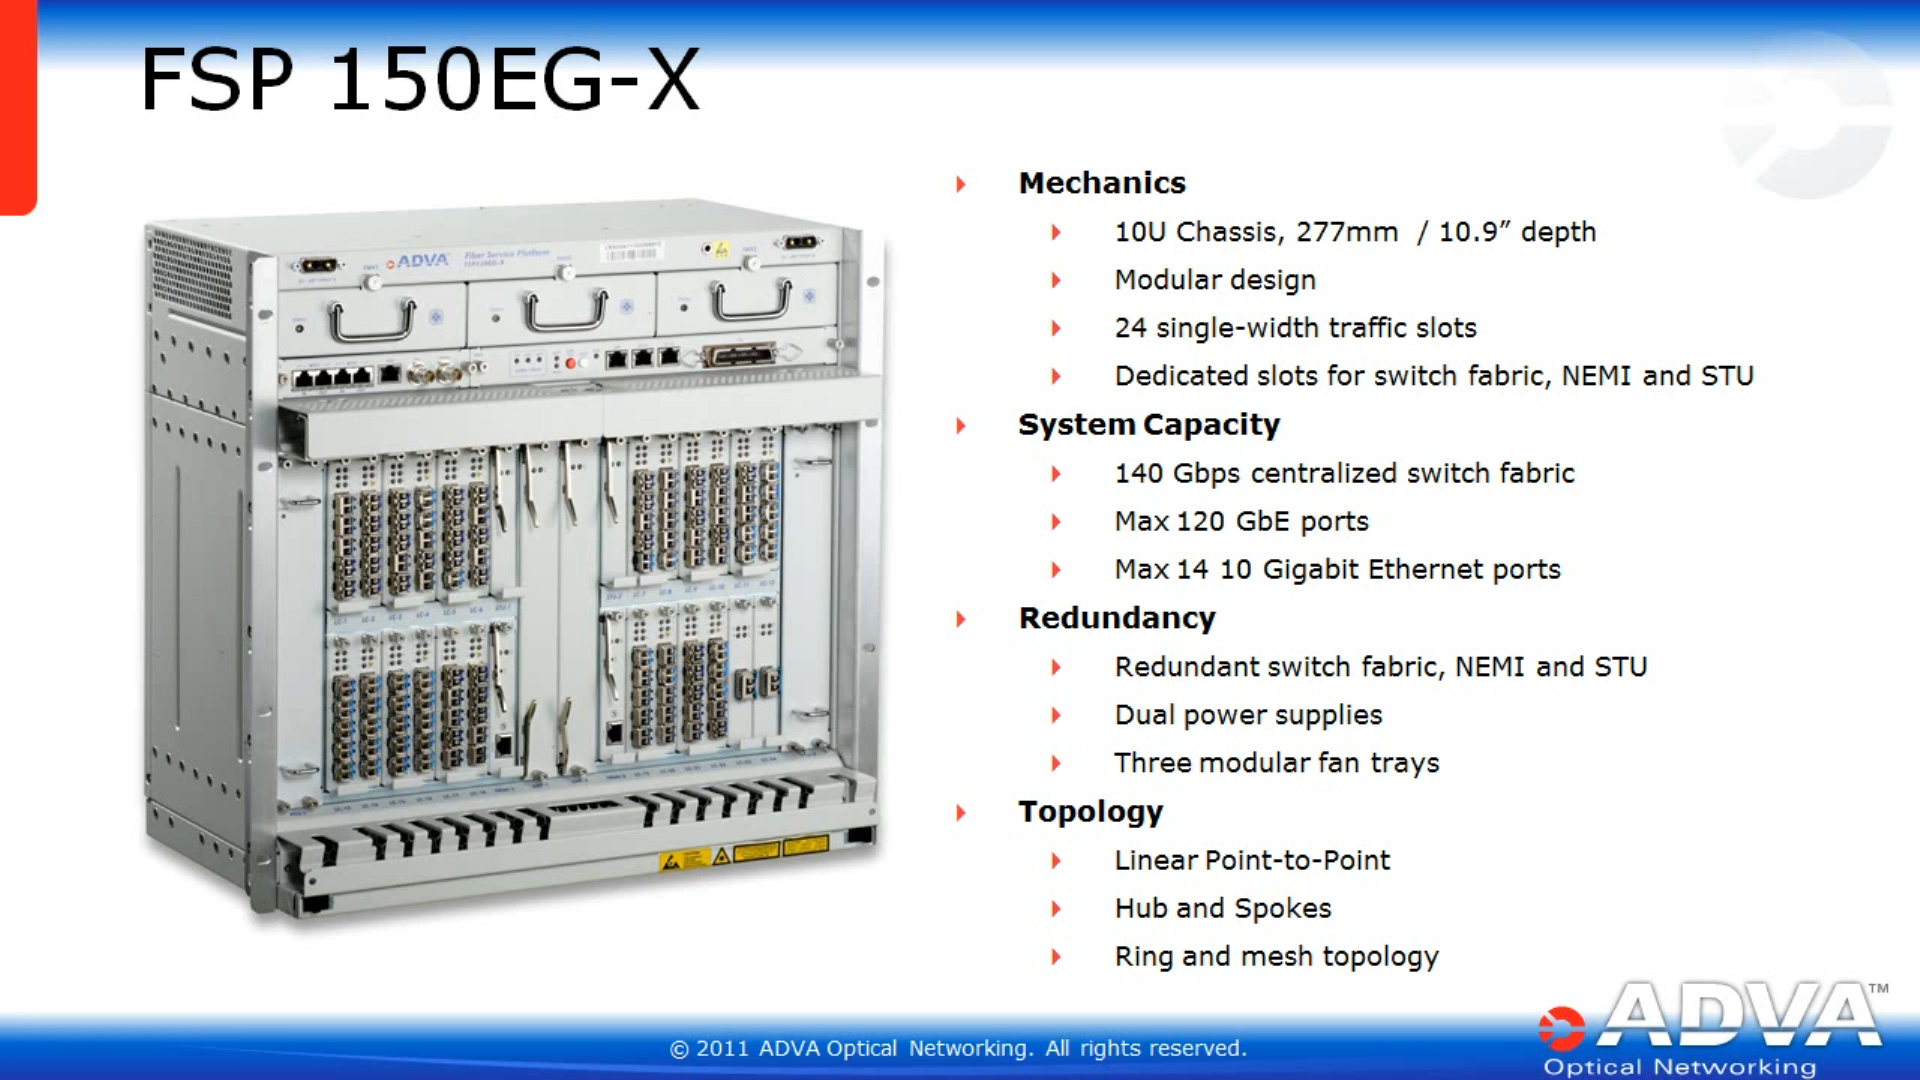 FSP 150EG-X
Mechanics
10U Chassis, 277mm / 10.9” depth
Modular design
24 single-width traffic slots
Dedicated slots for switch fabric, NEMI and STU
System Capacity
140 Gbps centralized switch fabric
Max 120 GbE ports
Max 14 10 Gigabit Ethernet ports
Redundancy
Redundant switch fabric, NEMI and STU
Dual power supplies
Three modular fan trays
Topology
Linear Point-to-Point
Hub and Spokes
Ring and mesh topology
ADVA Fiber Service Platform
© 2011 ADVA Optical Networking. All rights reserved.
ADVA™
Optical Networking